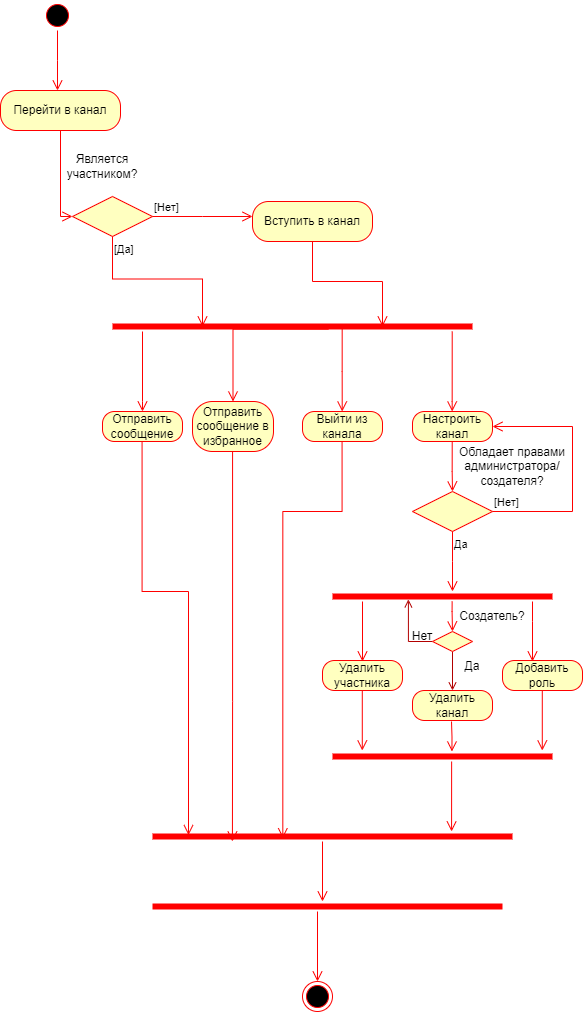 Перейти в канал
Является
участником?
[Нет]
Вступить в канал
[Да]
Отправить
сообщение
Отправить
сообщение в
избранное
Выйти из
канала
Настроить
канал
Обладает правами
администратора/
создателя?
[Нет]
Да
Создатель?
Нет
Да
Удалить
участника
Удалить
канал
Добавить
роль